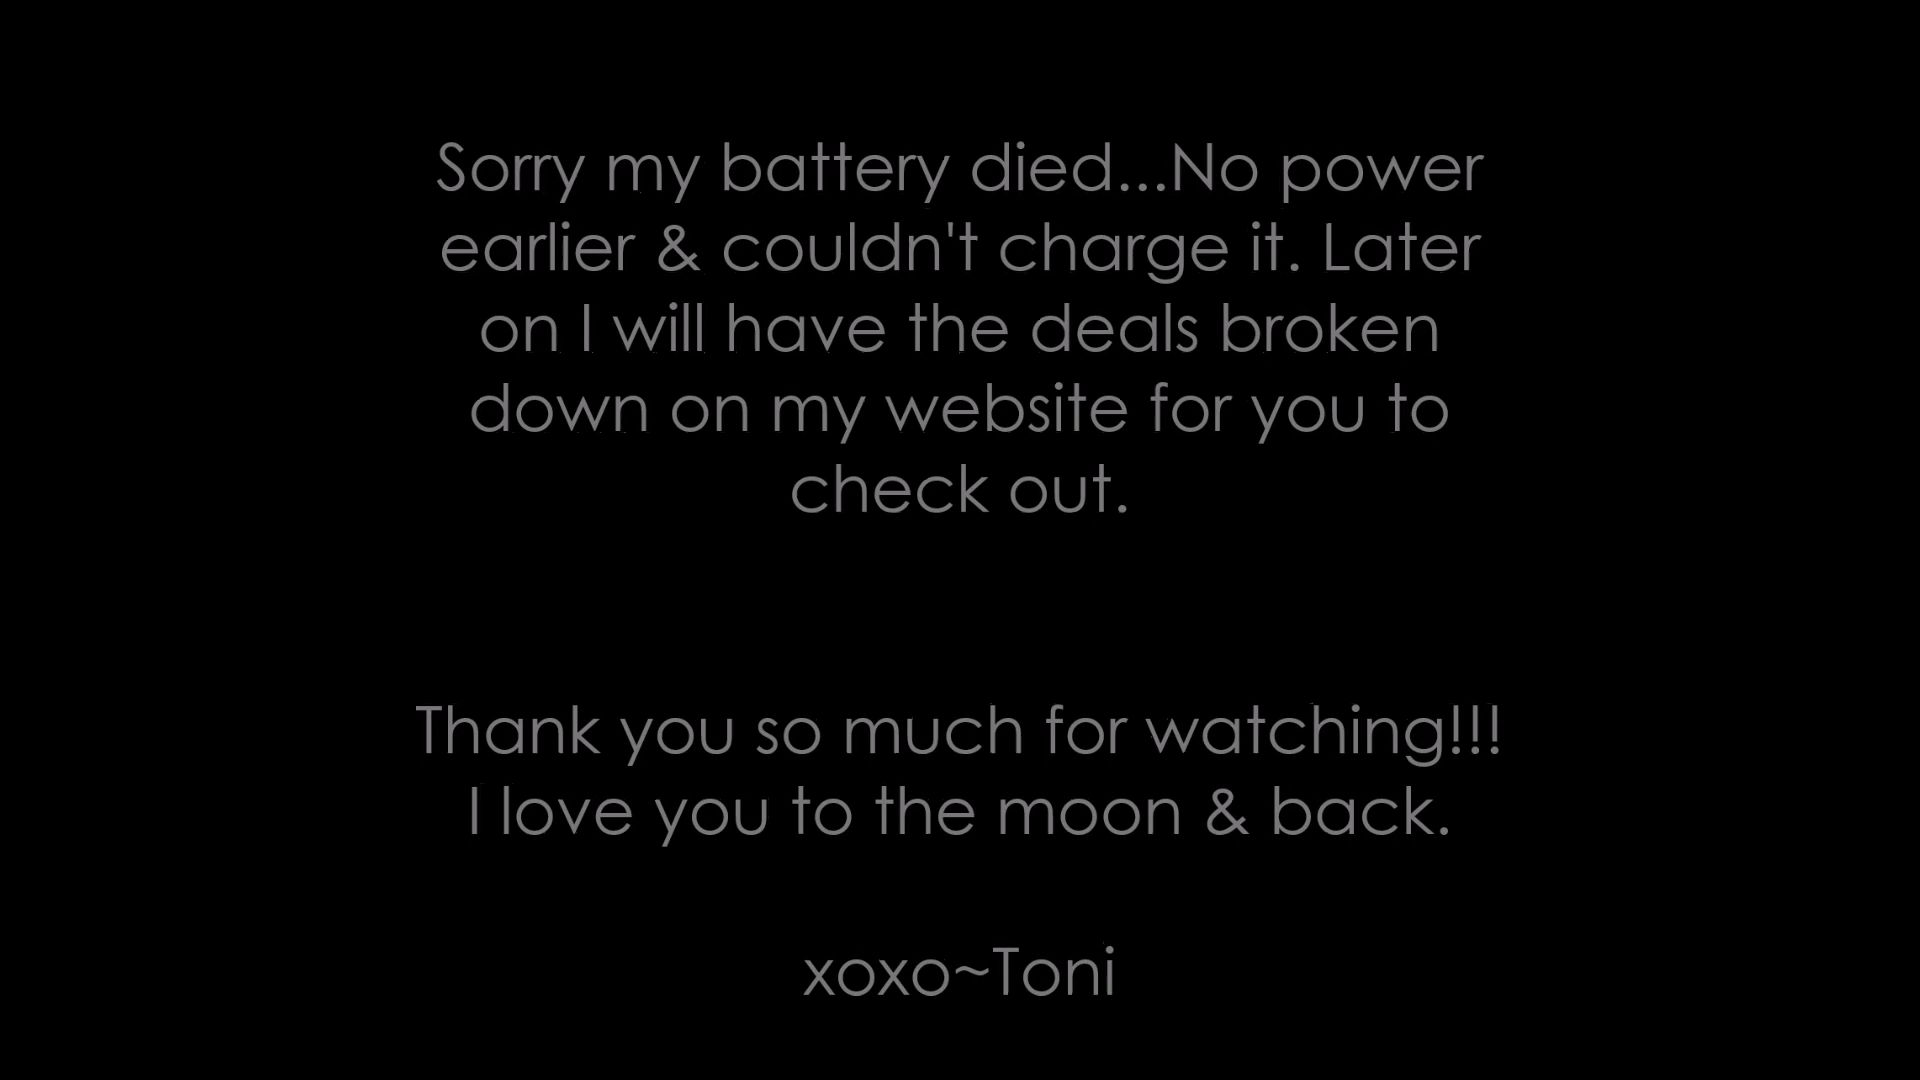 Sorry my battery died...No power
earlier & couldn't charge it. Later
on I will have the deals broken
down on my website for you to
check out.
Thank you so much for watching!!!
I love you to the moon & back.
xoxo~Toni